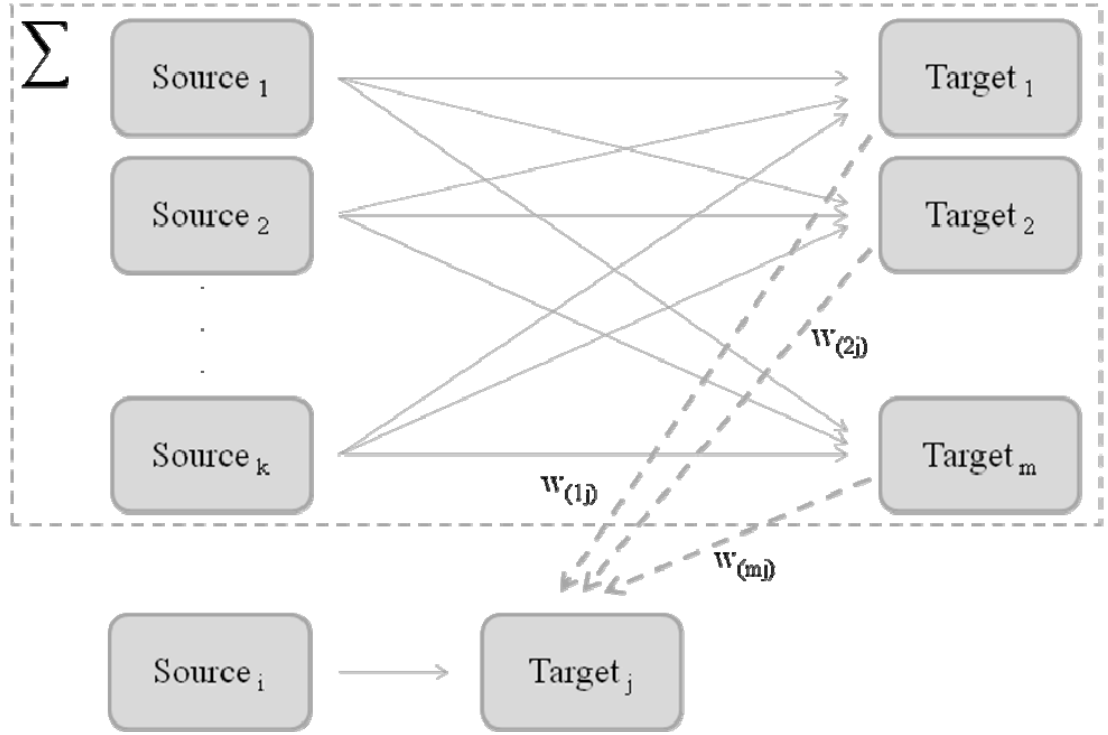 ∑
Source 1
Target 1
Source 2
Target 2
.
.
.
w(2j)
Source k
Target m
w(1j)
w(mj)
Source i
Target j